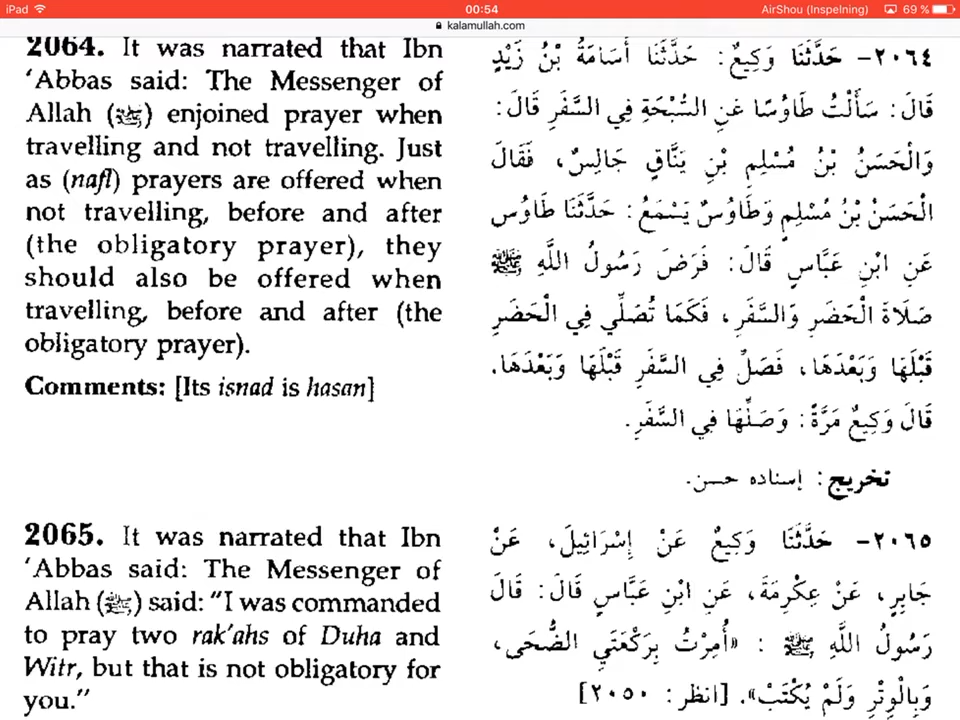 iPad 00:54 AirShou (Inspelning) 69 %
kalamullah.com
2064. It was narrated that Ibn
‘Abbas said: The Messenger of
Allah (ﷺ) enjoined prayer when
travelling and not travelling. Just
as (nafl) prayers are offered when
not travelling, before and after
(the obligatory prayer), they
should also be offered when
travelling, before and after (the
obligatory prayer).
Comments: [Its isnad is hasan]
٢٠٦٤- حَدَّثَنَا وَكِيعٌ: حَدَّثَنَا أُسَامَةُ بْنُ زَيْدٍ
قَالَ: سَأَلْتُ طَاوُسًا عَنِ السُّبْحَةِ فِي السَّفَرِ قَالَ:
وَالْحَسَنُ بْنُ مُسْلِمِ بْنِ يَنَّاقٍ جَالِسٌ، فَقَالَ
الْحَسَنُ بْنُ مُسْلِمٍ وَطَاوُسٌ يَسْمَعُ: حَدَّثَنَا طَاوُس
عَنِ ابْنِ عَبَّاسٍ قَالَ: فَرَضَ رَسُولُ اللَّهِ ﷺ
صَلَاةَ الْحَضَرِ وَالسَّفَرِ، فَكَمَا تُصَلِّي فِي الْحَضَرِ
قَبْلَهَا وَبَعْدَهَا، فَصَلِّ فِي السَّفَرِ قَبْلَهَا وَبَعْدَهَا.
قَالَ وَكِيعٌ مَرَّةً: وَصَلِّهَا فِي السَّفَرِ.
تخريج: إسناده حسن.
2065. It was narrated that Ibn
‘Abbas said: The Messenger of
Allah (ﷺ) said: "I was commanded
to pray two rak'ahs of Duha and
Witr, but that is not obligatory for
you."
٢٠٦٥- حَدَّثَنَا وَكِيعٌ عَنْ إِسْرَائِيلَ، عَنْ
جَابِرٍ، عَنْ عِكْرِمَةَ، عَنِ ابْنِ عَبَّاسٍ قَالَ: قَالَ
رَسُولُ اللَّهِ ﷺ : «أُمِرْتُ بِرَكْعَتَيِ الضُّحَى،
وَبِالْوِتْرِ وَلَمْ يُكْتَبْ». [انظر: ٢٠٥٠]